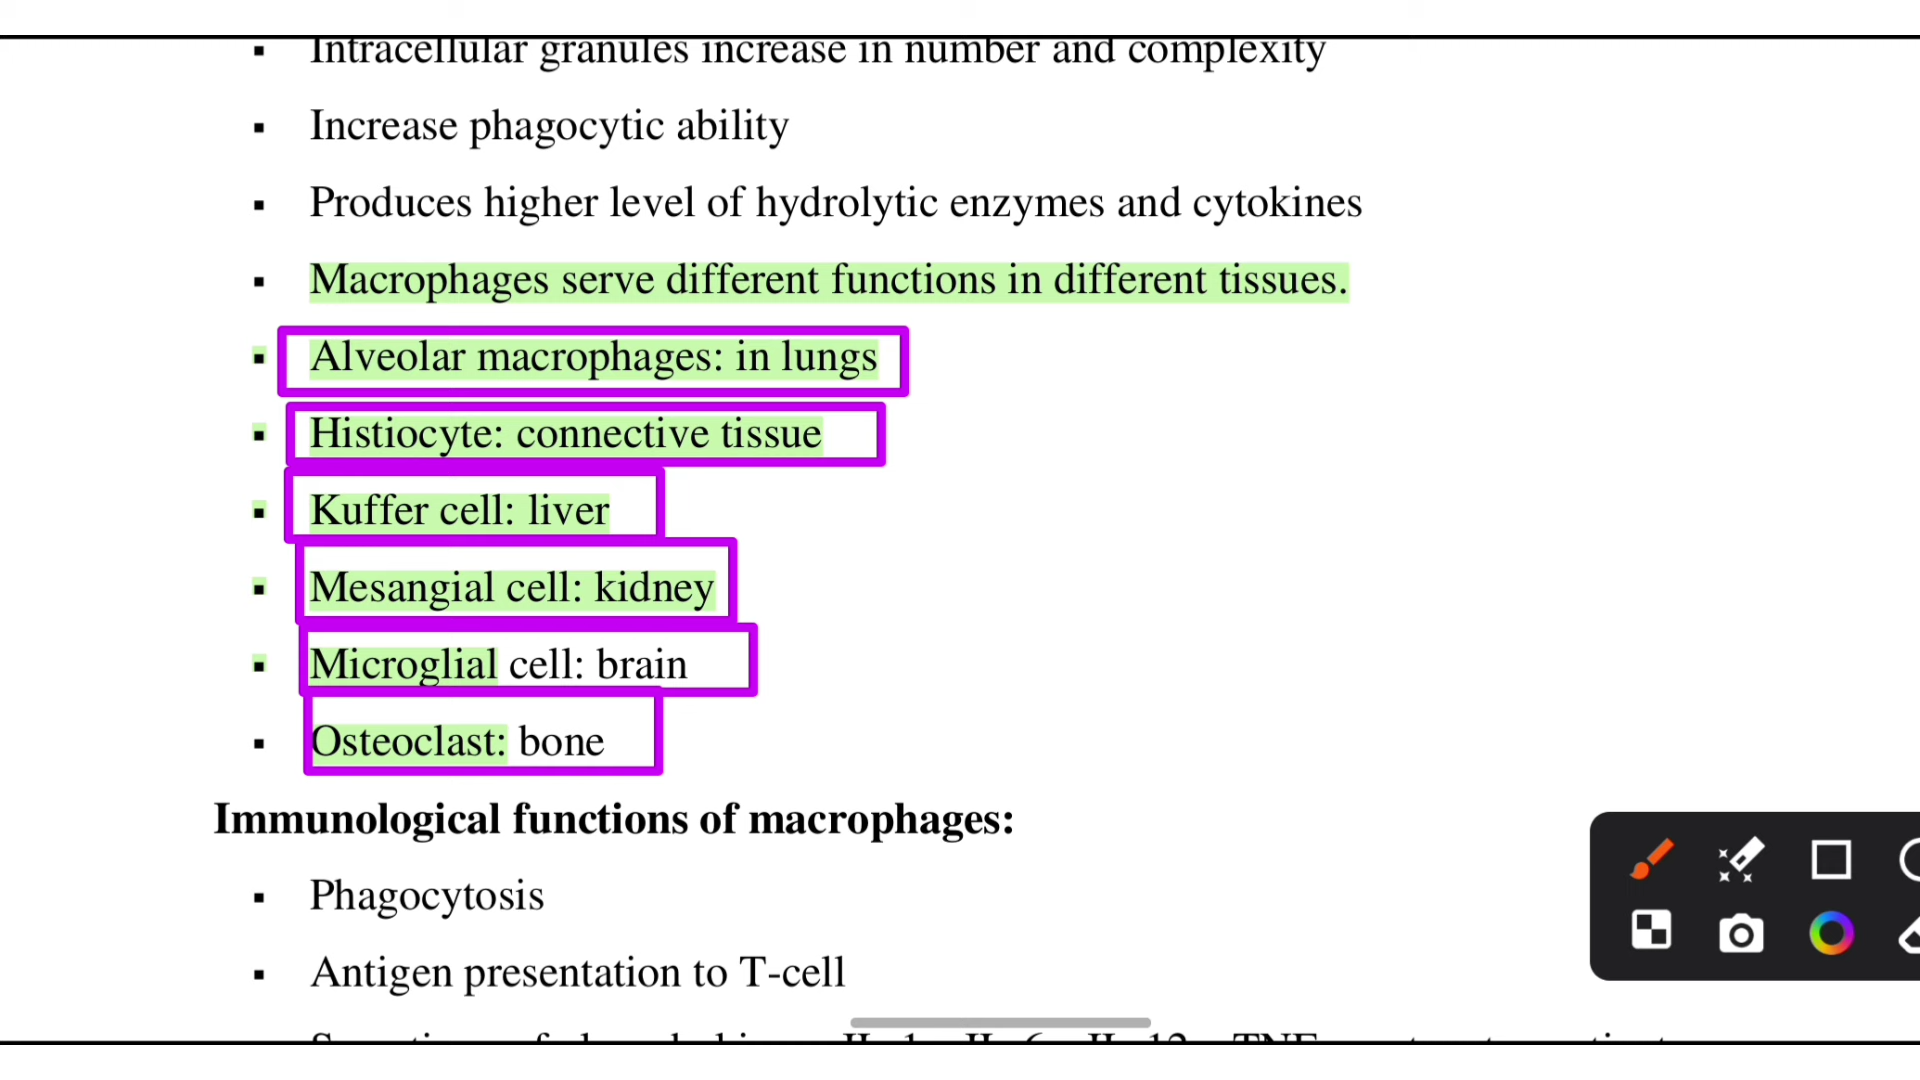 Intracellular granules increase in number and complexity
Increase phagocytic ability
Produces higher level of hydrolytic enzymes and cytokines
Macrophages serve different functions in different tissues.
Alveolar macrophages: in lungs
Histiocyte: connective tissue
Kuffer cell: liver
Mesangial cell: kidney
Microglial cell: brain
Osteoclast: bone
Immunological functions of macrophages:
Phagocytosis
Antigen presentation to T-cell